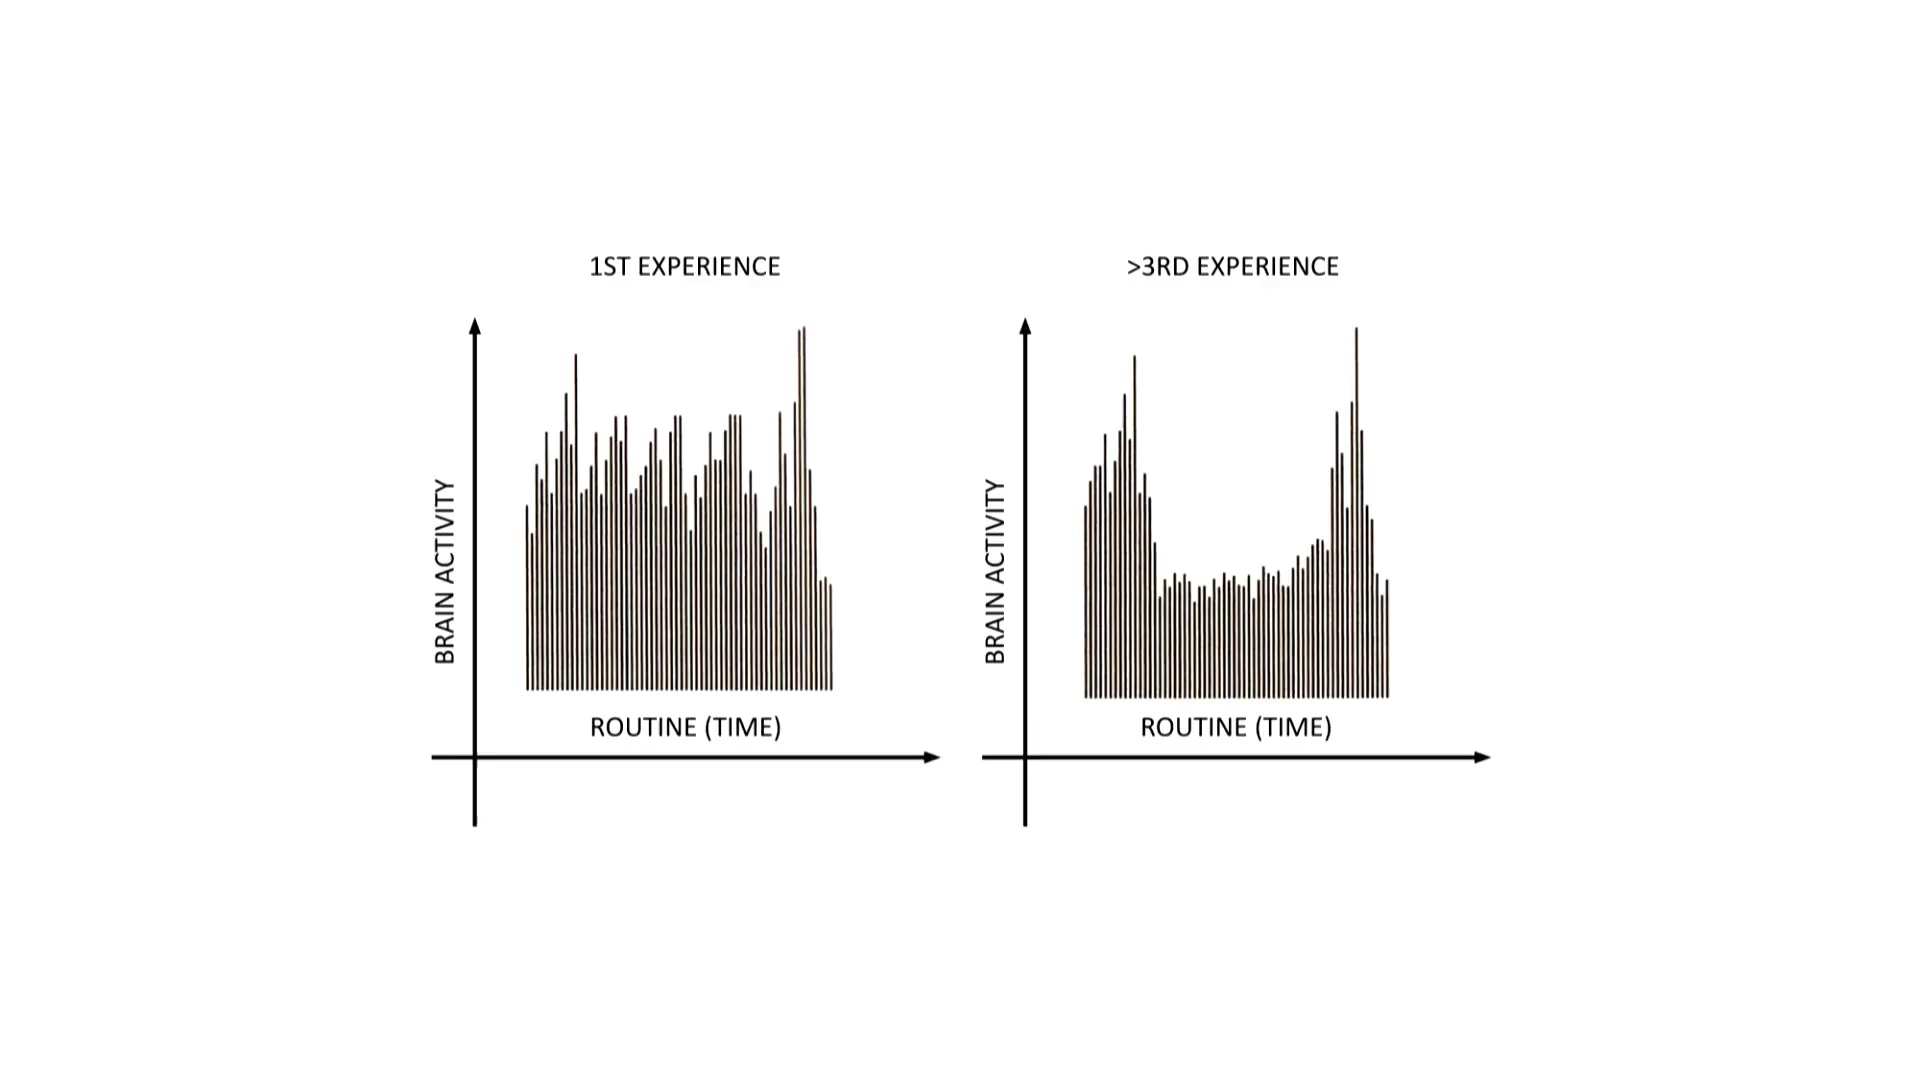 1ST EXPERIENCE
>3RD EXPERIENCE
BRAIN ACTIVITY
ROUTINE (TIME)
BRAIN ACTIVITY
ROUTINE (TIME)